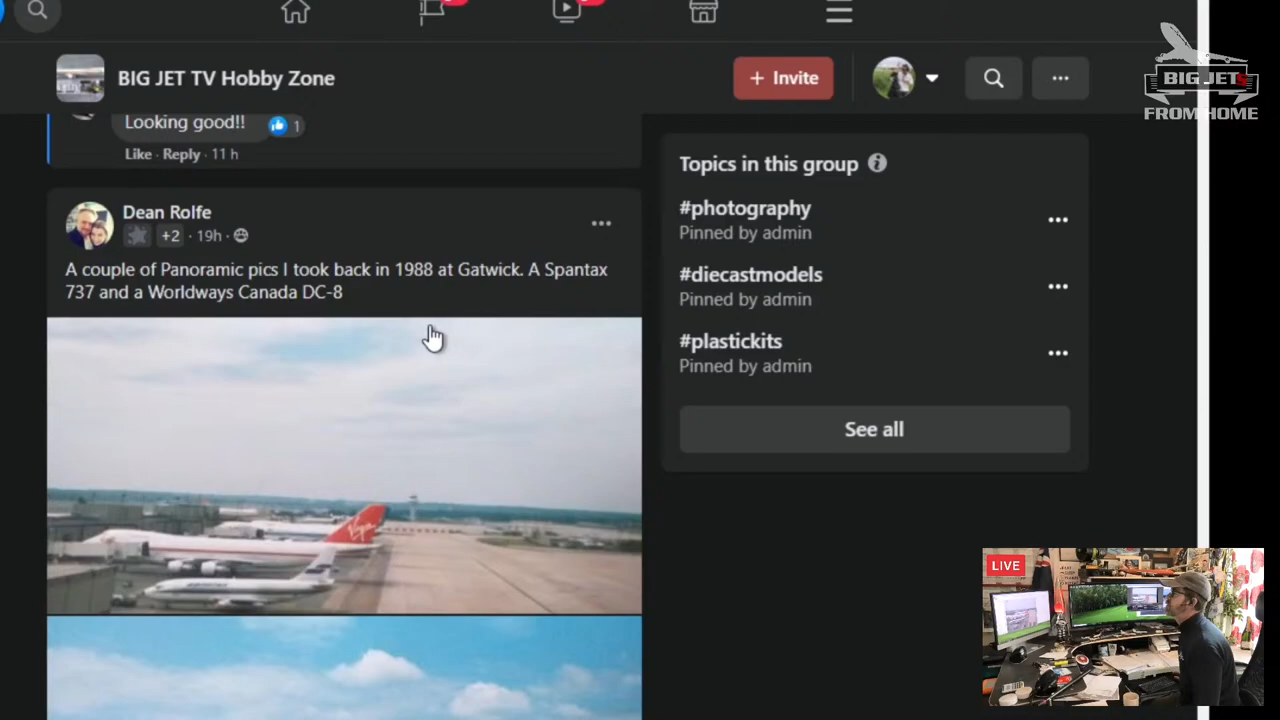 BIG JET TV Hobby Zone
+ Invite
BIG JETS
FROM HOME
Looking good!!
1
Like · Reply · 11 h
Dean Rolfe
+2 · 19h ·
A couple of Panoramic pics I took back in 1988 at Gatwick. A Spantax
737 and a Worldways Canada DC-8
Virgin
Topics in this group
#photography
Pinned by admin
#diecastmodels
Pinned by admin
#plastickits
Pinned by admin
See all
LIVE